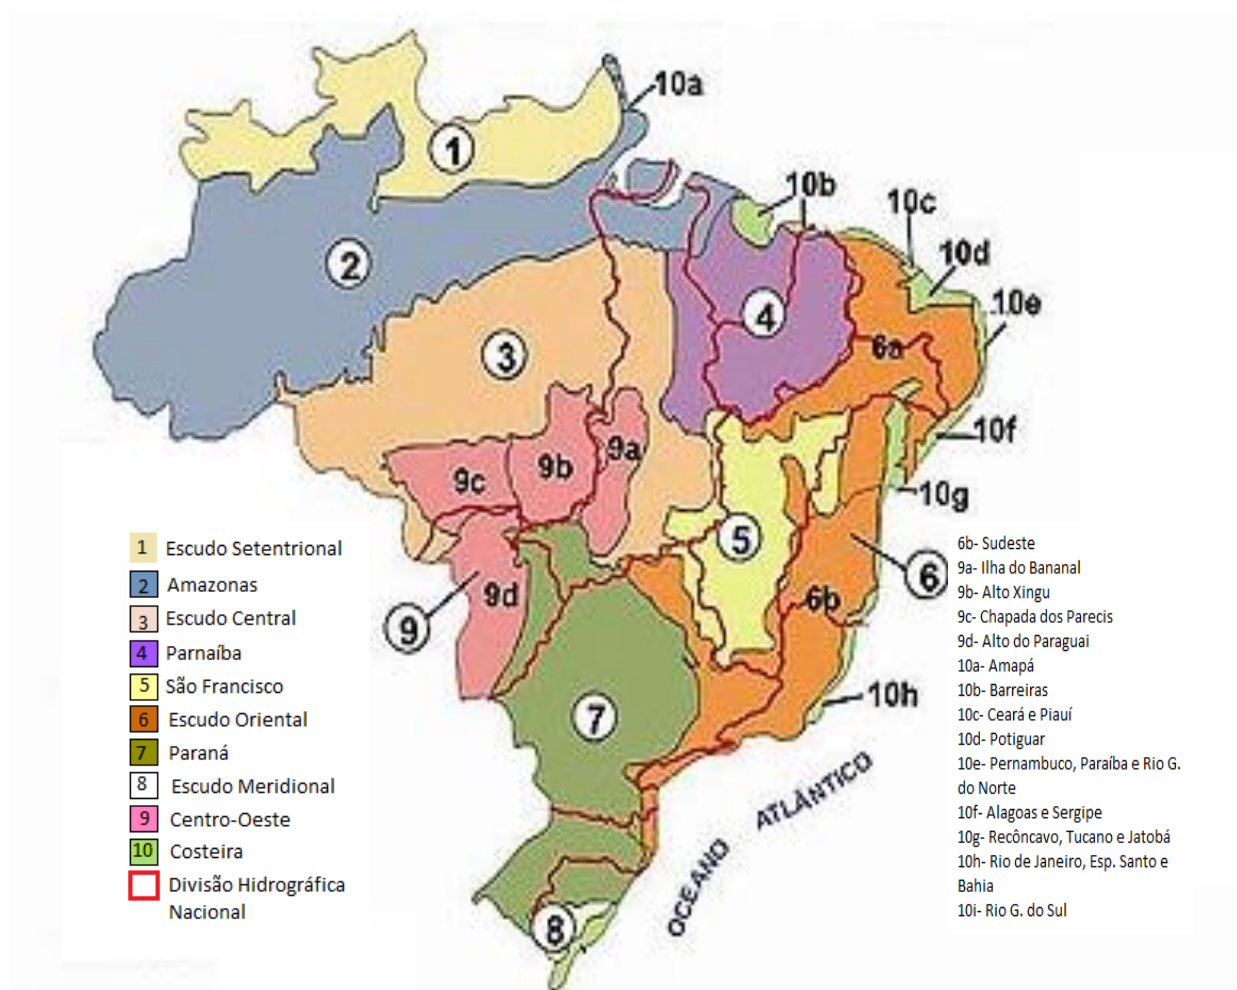 10a
1
10b
10c
10d
2
10e
4
3
6a
10f
9a
9b
9c
10g
5
6
9d
6b
9
10h
7
OCEANO ATLÂNTICO
8
1 Escudo Setentrional
2 Amazonas
3 Escudo Central
4 Parnaíba
5 São Francisco
6 Escudo Oriental
7 Paraná
8 Escudo Meridional
9 Centro-Oeste
10 Costeira
Divisão Hidrográfica
Nacional
6b- Sudeste
9a- Ilha do Bananal
9b- Alto Xingu
9c- Chapada dos Parecis
9d- Alto do Paraguai
10a- Amapá
10b- Barreiras
10c- Ceará e Piauí
10d- Potiguar
10e- Pernambuco, Paraíba e Rio G.
do Norte
10f- Alagoas e Sergipe
10g- Recôncavo, Tucano e Jatobá
10h- Rio de Janeiro, Esp. Santo e
Bahia
10i- Rio G. do Sul